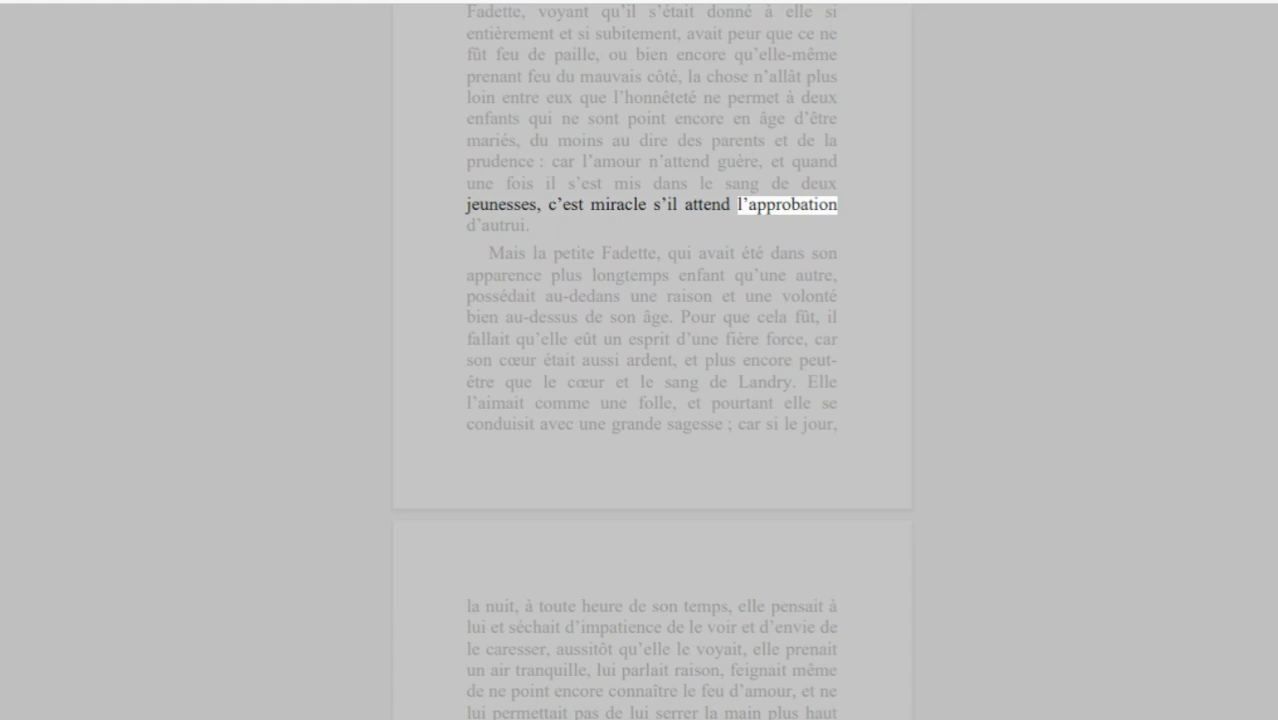 Fadette, voyant qu’il s’était donné à elle si
entièrement et si subitement, avait peur que ce ne
fût feu de paille, ou bien encore qu’elle-même
prenant feu du mauvais côté, la chose n’allât plus
loin entre eux que l’honnêteté ne permet à deux
enfants qui ne sont point encore en âge d’être
mariés, du moins au dire des parents et de la
prudence : car l’amour n’attend guère, et quand
une fois il s’est mis dans le sang de deux
jeunesses, c’est miracle s’il attend l’approbation
d’autrui.
Mais la petite Fadette, qui avait été dans son
apparence plus longtemps enfant qu’une autre,
possédait au-dedans une raison et une volonté
bien au-dessus de son âge. Pour que cela fût, il
fallait qu’elle eût un esprit d’une fière force, car
son cœur était aussi ardent, et plus encore peut-
être que le cœur et le sang de Landry. Elle
l’aimait comme une folle, et pourtant elle se
conduisit avec une grande sagesse ; car si le jour,
la nuit, à toute heure de son temps, elle pensait à
lui et séchait d’impatience de le voir et d’envie de
le caresser, aussitôt qu’elle le voyait, elle prenait
un air tranquille, lui parlait raison, feignait même
de ne point encore connaître le feu d’amour, et ne
lui permettait pas de lui serrer la main plus haut